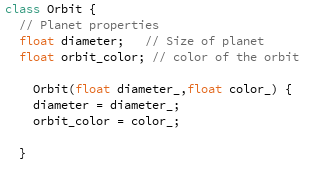 class Orbit {
  // Planet properties
  float diameter;   // Size of planet
  float orbit_color; // color of the orbit

    Orbit(float diameter_,float color_) {
    diameter = diameter_;
    orbit_color = color_;

  }